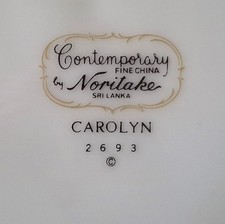 Contemporary
FINE CHINA
by Noritake
SRI LANKA
CAROLYN
2693
©